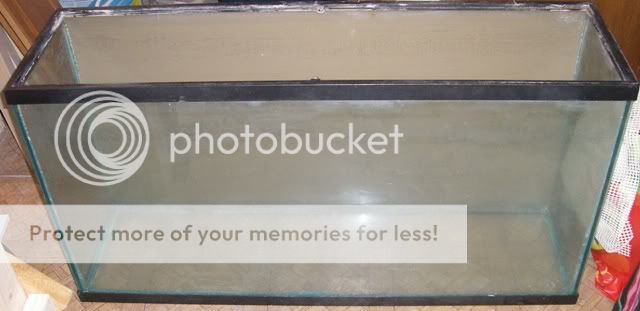 photobucket
Protect more of your memories for less!